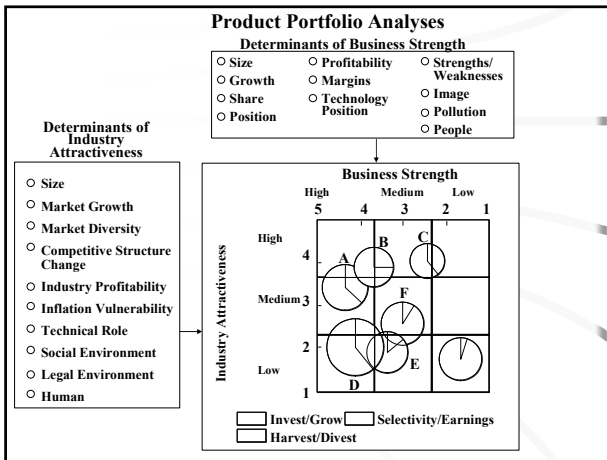 Product Portfolio Analyses
Determinants of Business Strength
Size
Growth
Share
Position
Profitability
Margins
Technology
Position
Strengths/
Weaknesses
Image
Pollution
People
Determinants of
Industry
Attractiveness
Size
Market Growth
Market Diversity
Competitive Structure
Change
Industry Profitability
Inflation Vulnerability
Technical Role
Social Environment
Legal Environment
Human
Business Strength
High Medium Low
5 4 3 2 1
Industry Attractiveness
High
4
Medium 3
2
Low
1
A
B
C
F
D
E
Invest/Grow
Selectivity/Earnings
Harvest/Divest